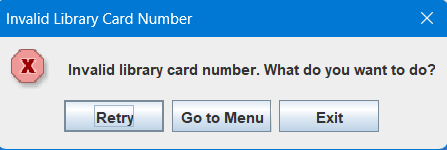 Invalid Library Card Number
Invalid library card number. What do you want to do?
Retry Go to Menu Exit